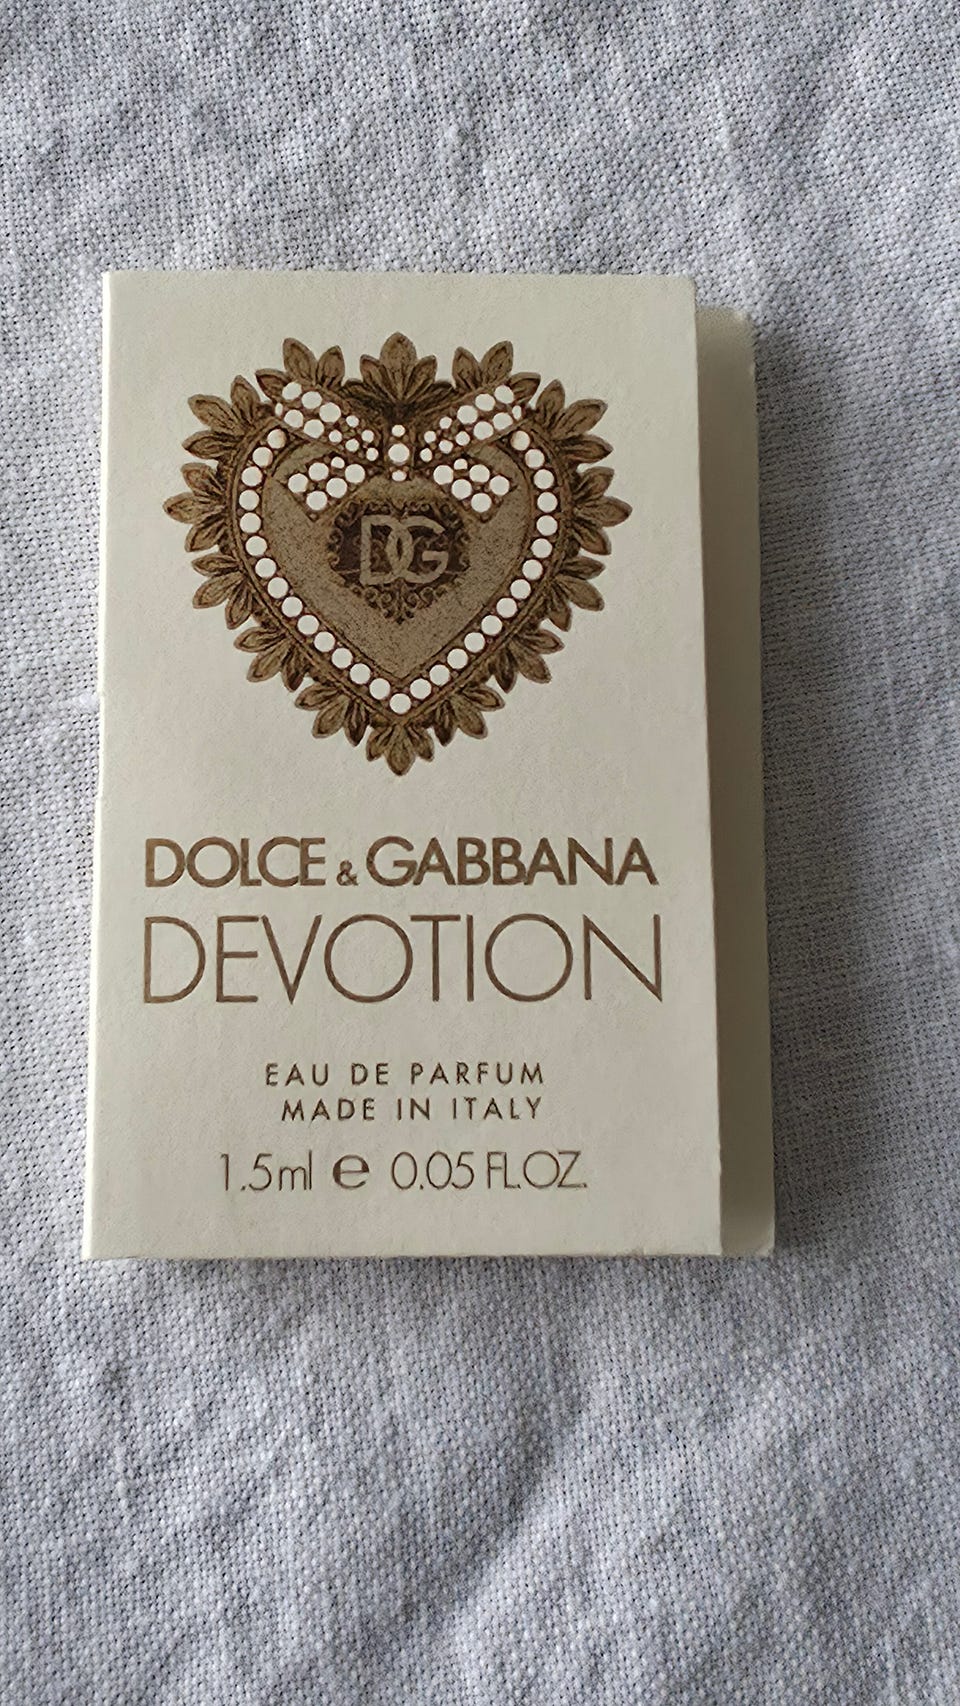 DG
DOLCE & GABBANA
DEVOTION
EAU DE PARFUM
MADE IN ITALY
1.5ml e 0.05 FL.OZ.